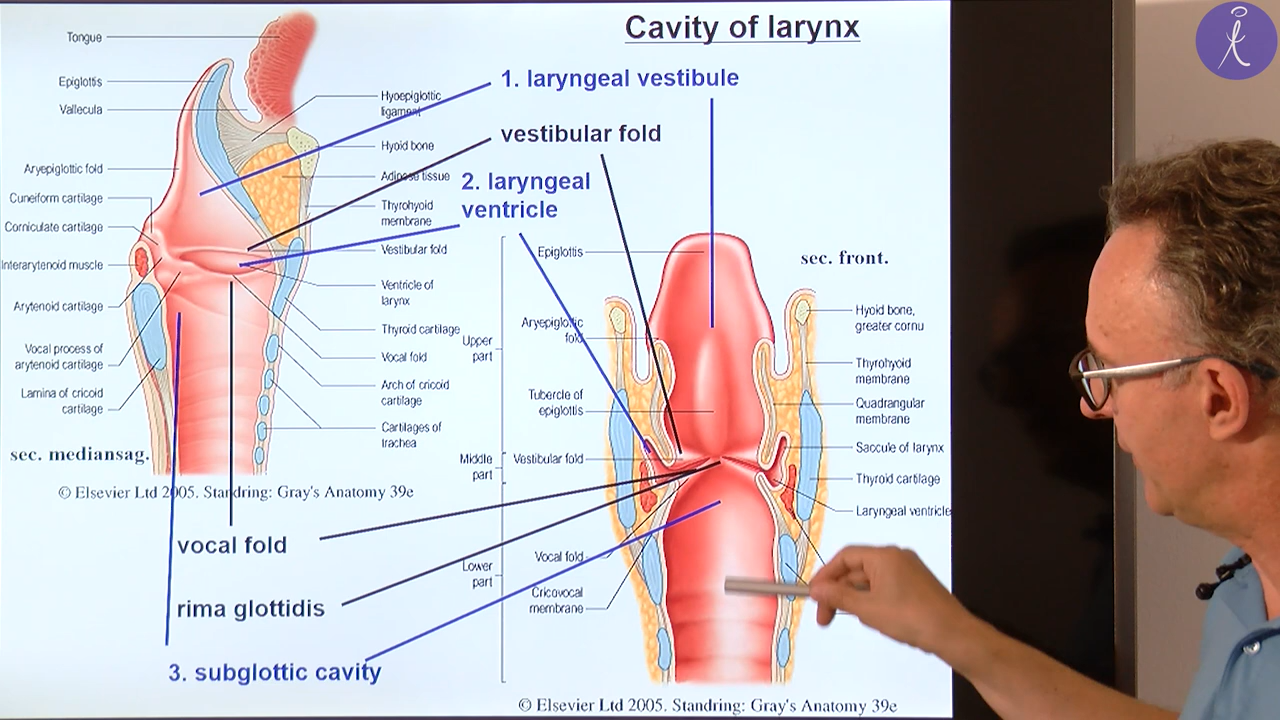 Cavity of larynx
Tongue
Epiglottis
Vallecula
Aryepiglottic fold
Cuneiform cartilage
Corniculate cartilage
Interarytenoid muscle
Arytenoid cartilage
Vocal process of
arytenoid cartilage
Lamina of cricoid
cartilage
sec. mediansag.
Hyoepiglottic
ligament
Hyoid bone
Adipose tissue
Thyrohyoid
membrane
Vestibular fold
Ventricle of
larynx
Thyroid cartilage
Vocal fold
Arch of cricoid
cartilage
Cartilages of
trachea
© Elsevier Ltd 2005. Standring: Gray's Anatomy 39e
1. laryngeal vestibule
vestibular fold
2. laryngeal
ventricle
vocal fold
rima glottidis
3. subglottic cavity
Upper
part
Middle
part
Lower
part
Epiglottis
Aryepiglottic
fold
Tubercle of
epiglottis
Vestibular fold
Vocal fold
Cricovocal
membrane
sec. front.
Hyoid bone,
greater cornu
Thyrohyoid
membrane
Quadrangular
membrane
Saccule of larynx
Thyroid cartilage
Laryngeal ventricle
© Elsevier Ltd 2005. Standring: Gray's Anatomy 39e